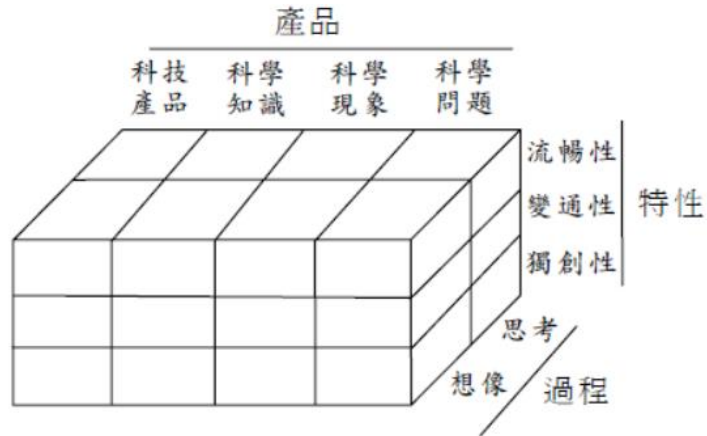 產品
科技 科學 科學 科學
產品 知識 現象 問題
流暢性
變通性
特性
獨創性
思考
想像
過程